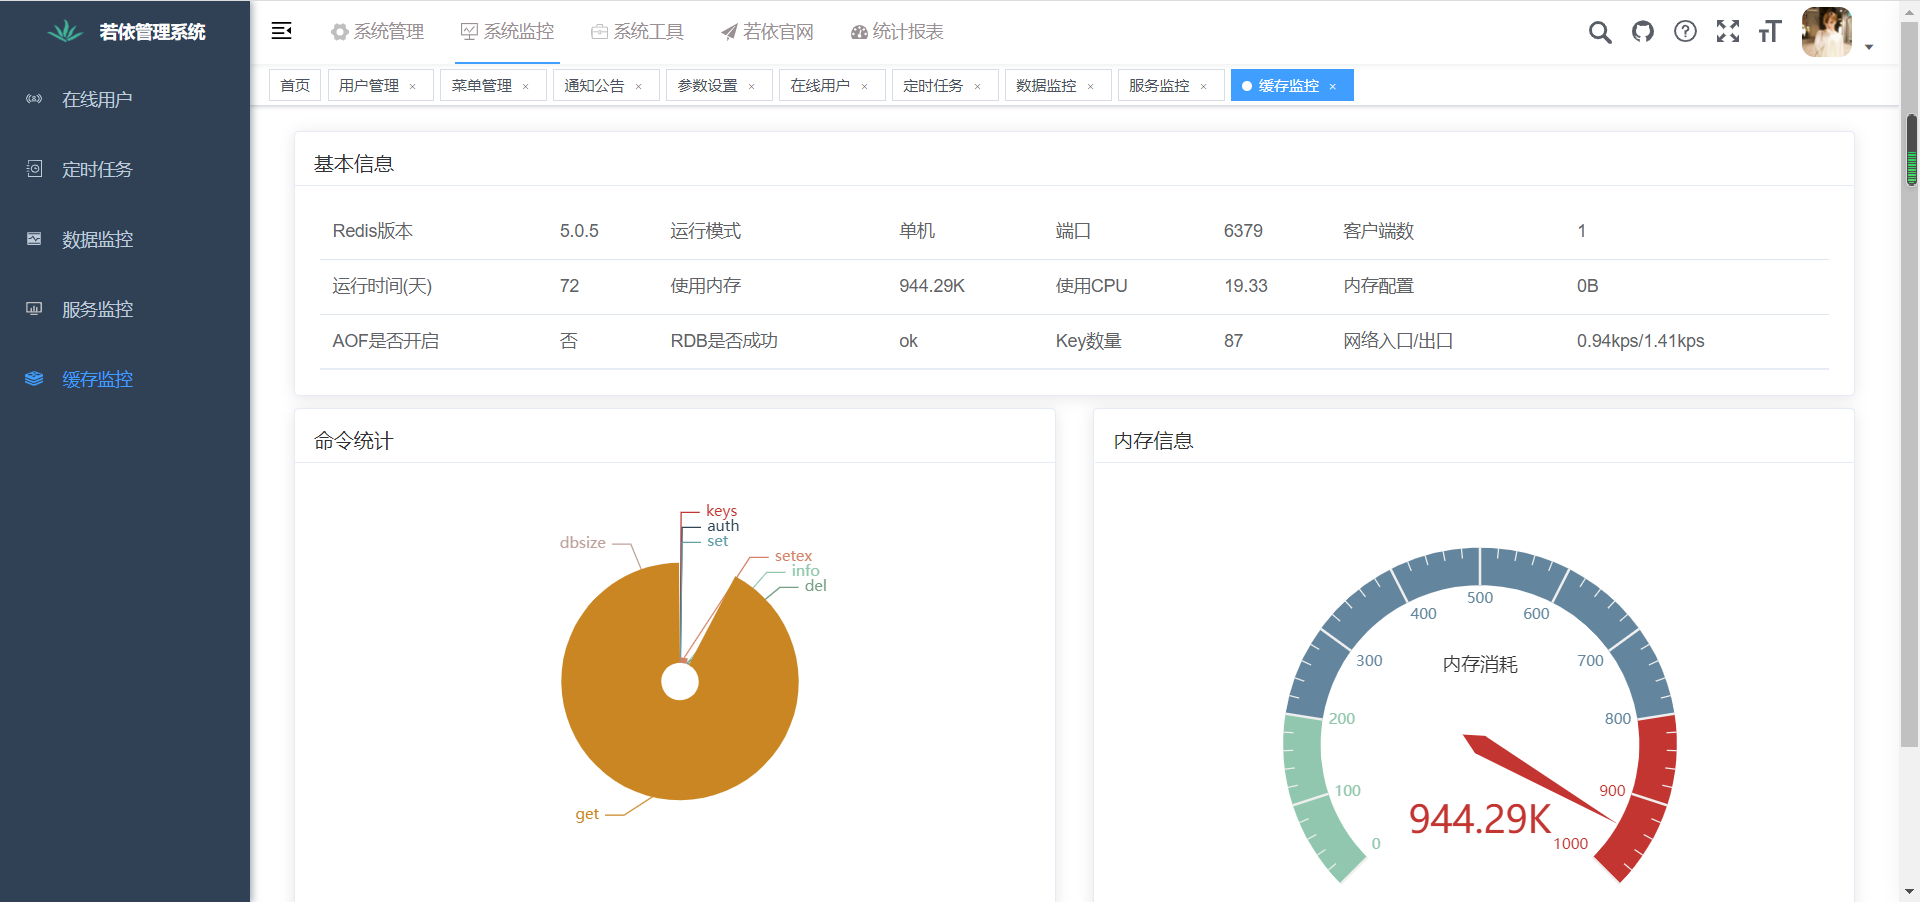 若依管理系统
系统管理 系统监控 系统工具 若依官网 统计报表
首页 用户管理 × 菜单管理 × 通知公告 × 参数设置 × 在线用户 × 定时任务 × 数据监控 × 服务监控 × 缓存监控 ×
在线用户
定时任务
数据监控
服务监控
缓存监控
基本信息
Redis版本 5.0.5 运行模式 单机 端口 6379 客户端数 1
运行时间(天) 72 使用内存 944.29K 使用CPU 19.33 内存配置 0B
AOF是否开启 否 RDB是否成功 ok Key数量 87 网络入口/出口 0.94kps/1.41kps
命令统计
keys
auth
set
dbsize
setex
info
del
get
内存信息
500
400 600
300 700
内存消耗
200 800
100 900
944.29K
0 1000